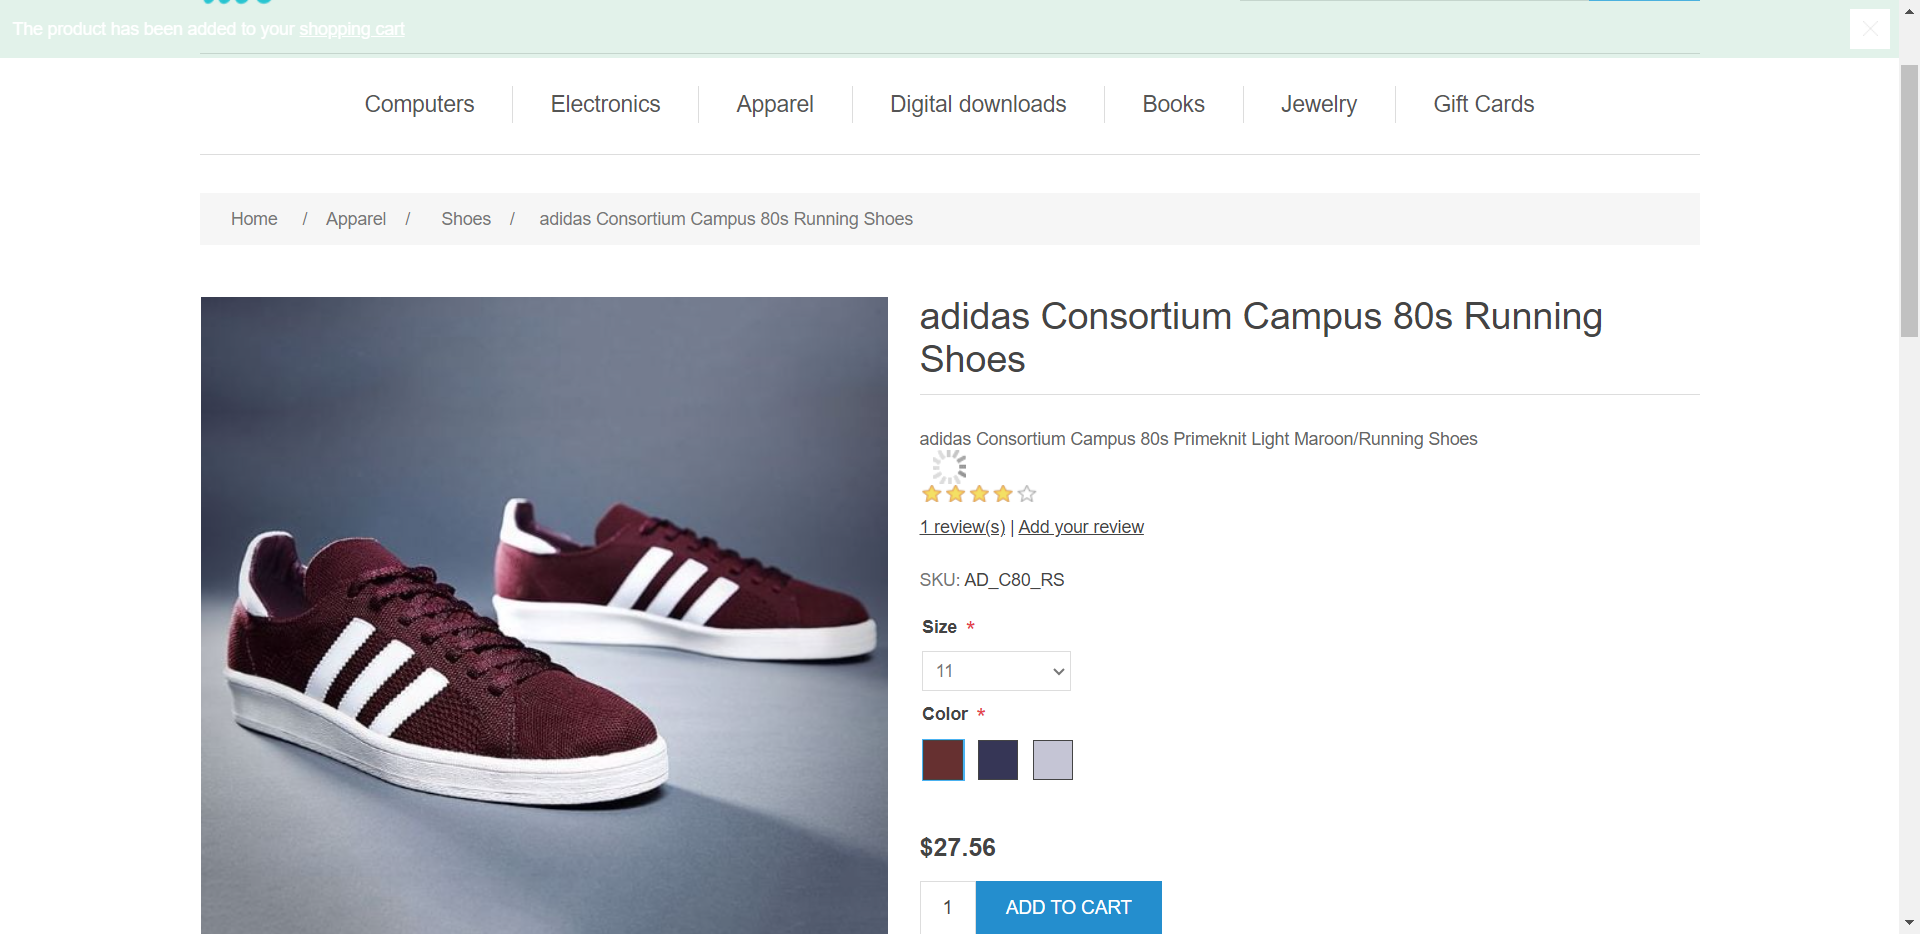 The product has been added to your shopping cart
Computers
Electronics
Apparel
Digital downloads
Books
Jewelry
Gift Cards
Home / Apparel / Shoes / adidas Consortium Campus 80s Running Shoes
adidas Consortium Campus 80s Running
Shoes
adidas Consortium Campus 80s Primeknit Light Maroon/Running Shoes
1 review(s) | Add your review
SKU: AD_C80_RS
Size *
11
Color *
$27.56
1
ADD TO CART